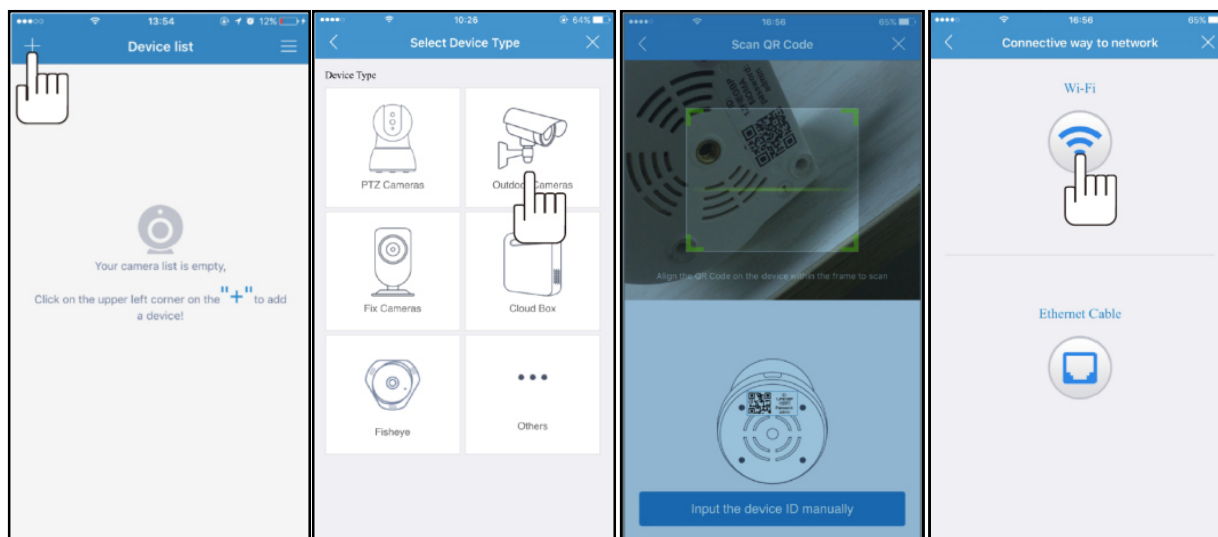 13:54
12%
Device list
Your camera list is empty,
Click on the upper left corner on the "+" to add
a device!
10:26
64%
Select Device Type
Device Type
PTZ Cameras
Outdoor Cameras
Fix Cameras
Cloud Box
Fisheye
Others
16:56
65%
Scan QR Code
Align the QR Code on the device within the frame to scan
Input the device ID manually
16:56
65%
Connective way to network
Wi-Fi
Ethernet Cable